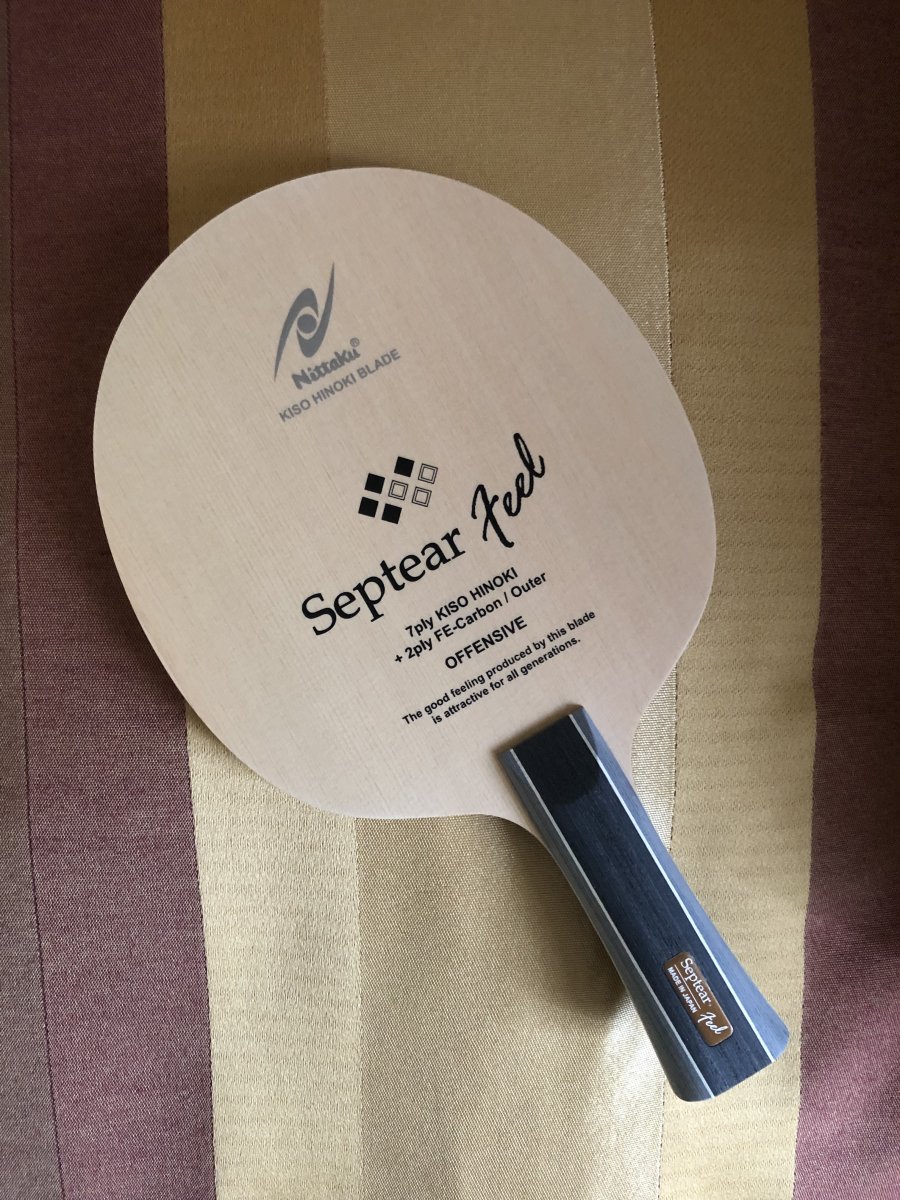 Nittaku®
KISO HINOKI BLADE
Septear Feel
7ply KISO HINOKI
+ 2ply FE-Carbon / Outer
OFFENSIVE
The good feeling produced by this blade
is attractive for all generations.
Septear Feel
MADE IN JAPAN